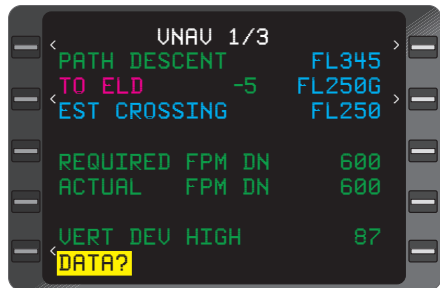 VNAV 1/3
PATH DESCENT FL345
TO ELD -5 FL250G
EST CROSSING FL250
REQUIRED FPM DN 600
ACTUAL FPM DN 600
VERT DEV HIGH 87
DATA?